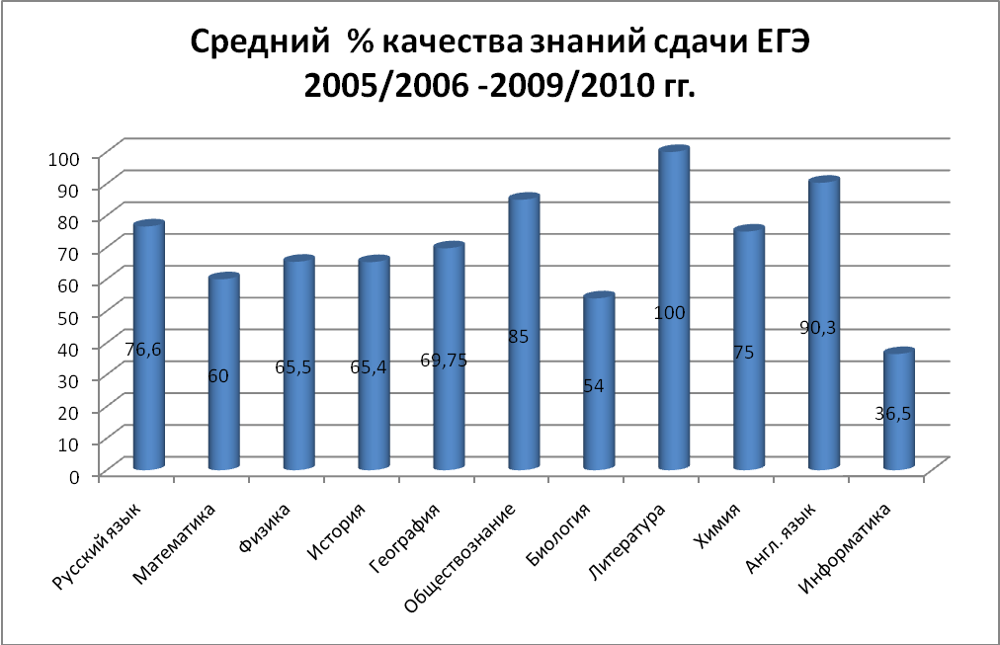 Средний % качества знаний сдачи ЕГЭ
2005/2006 -2009/2010 гг.
100
90
80
70
60
50
40
30
20
10
0
76,6
60
65,5
65,4
69,75
85
54
100
75
90,3
36,5
Русский язык
Математика
Физика
История
География
Обществознание
Биология
Литература
Химия
Англ. язык
Информатика